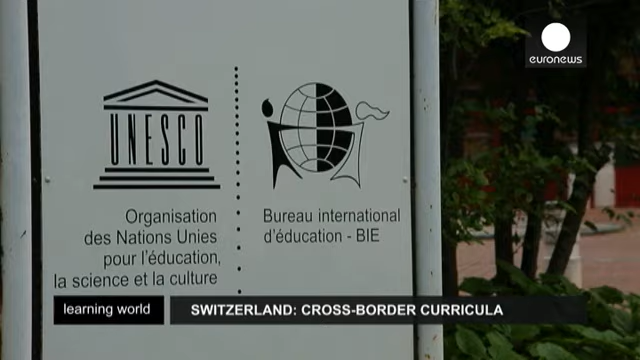 euronews
UNESCO
Organisation
des Nations Unies
pour l'éducation,
la science et la culture
Bureau international
d'éducation - BIE
learning world
SWITZERLAND: CROSS-BORDER CURRICULA